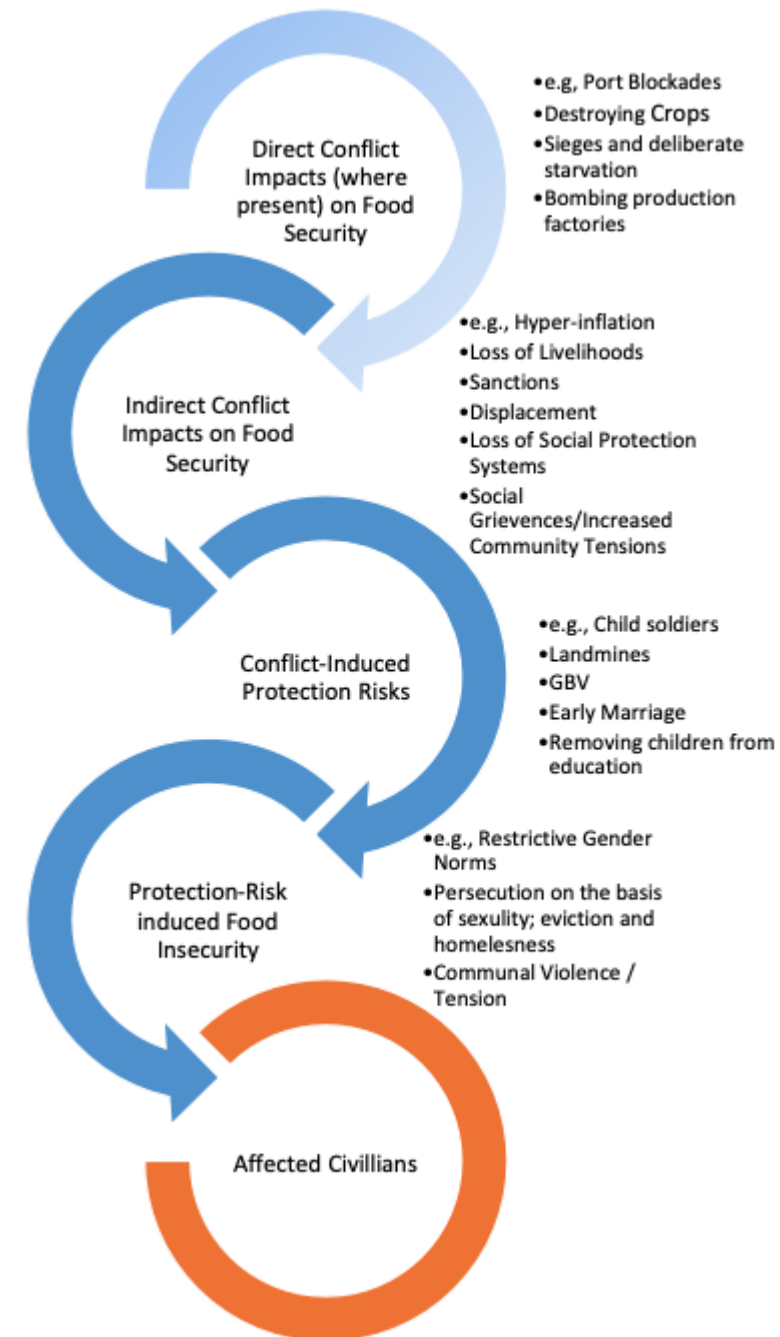 Direct Conflict
Impacts (where
present) on Food
Security
•e.g, Port Blockades
•Destroying Crops
•Sieges and deliberate
starvation
•Bombing production
factories
Indirect Conflict
Impacts on Food
Security
•e.g., Hyper-inflation
•Loss of Livelihoods
•Sanctions
•Displacement
•Loss of Social Protection
Systems
•Social
Grievances/Increased
Community Tensions
Conflict-Induced
Protection Risks
•e.g., Child soldiers
•Landmines
•GBV
•Early Marriage
•Removing children from
education
Protection-Risk
induced Food
Insecurity
•e.g., Restrictive Gender
Norms
•Persecution on the basis
of sexulity; eviction and
homelesness
•Communal Violence /
Tension
Affected Civillians